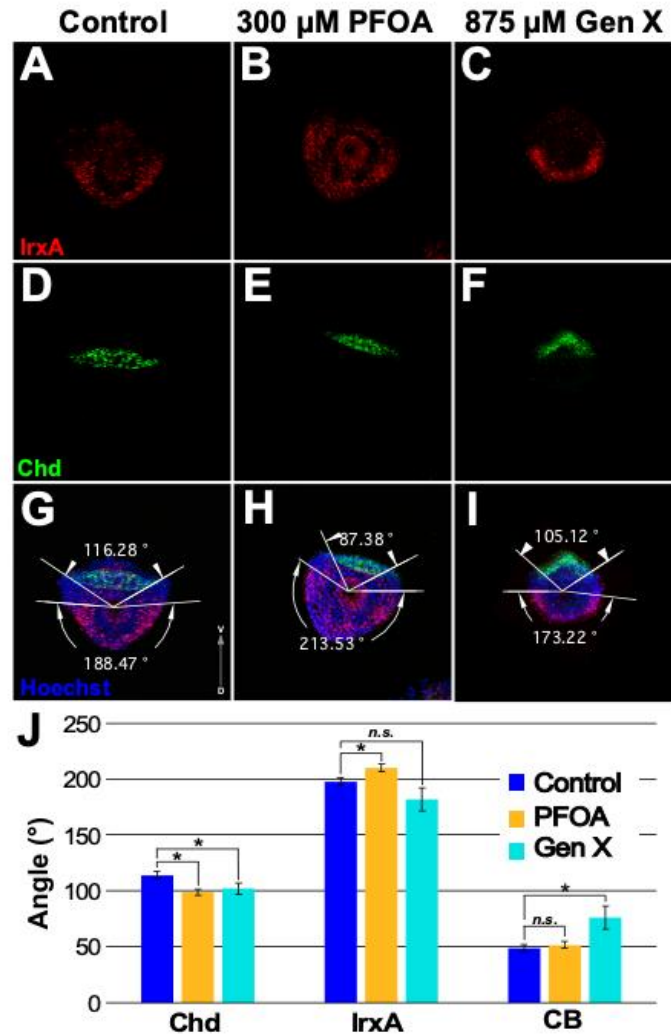 Control 300 µM PFOA 875 µM Gen X
A B C
IrxA
D E F
Chd
G H I
116.28 ° 87.38 ° 105.12 °
188.47 ° 213.53 ° 173.22 °
V
D
Hoechst
J
250
200
150
100
50
0
Angle (°)
n.s.
*
*
*
*
n.s.
Control
PFOA
Gen X
Chd IrxA CB